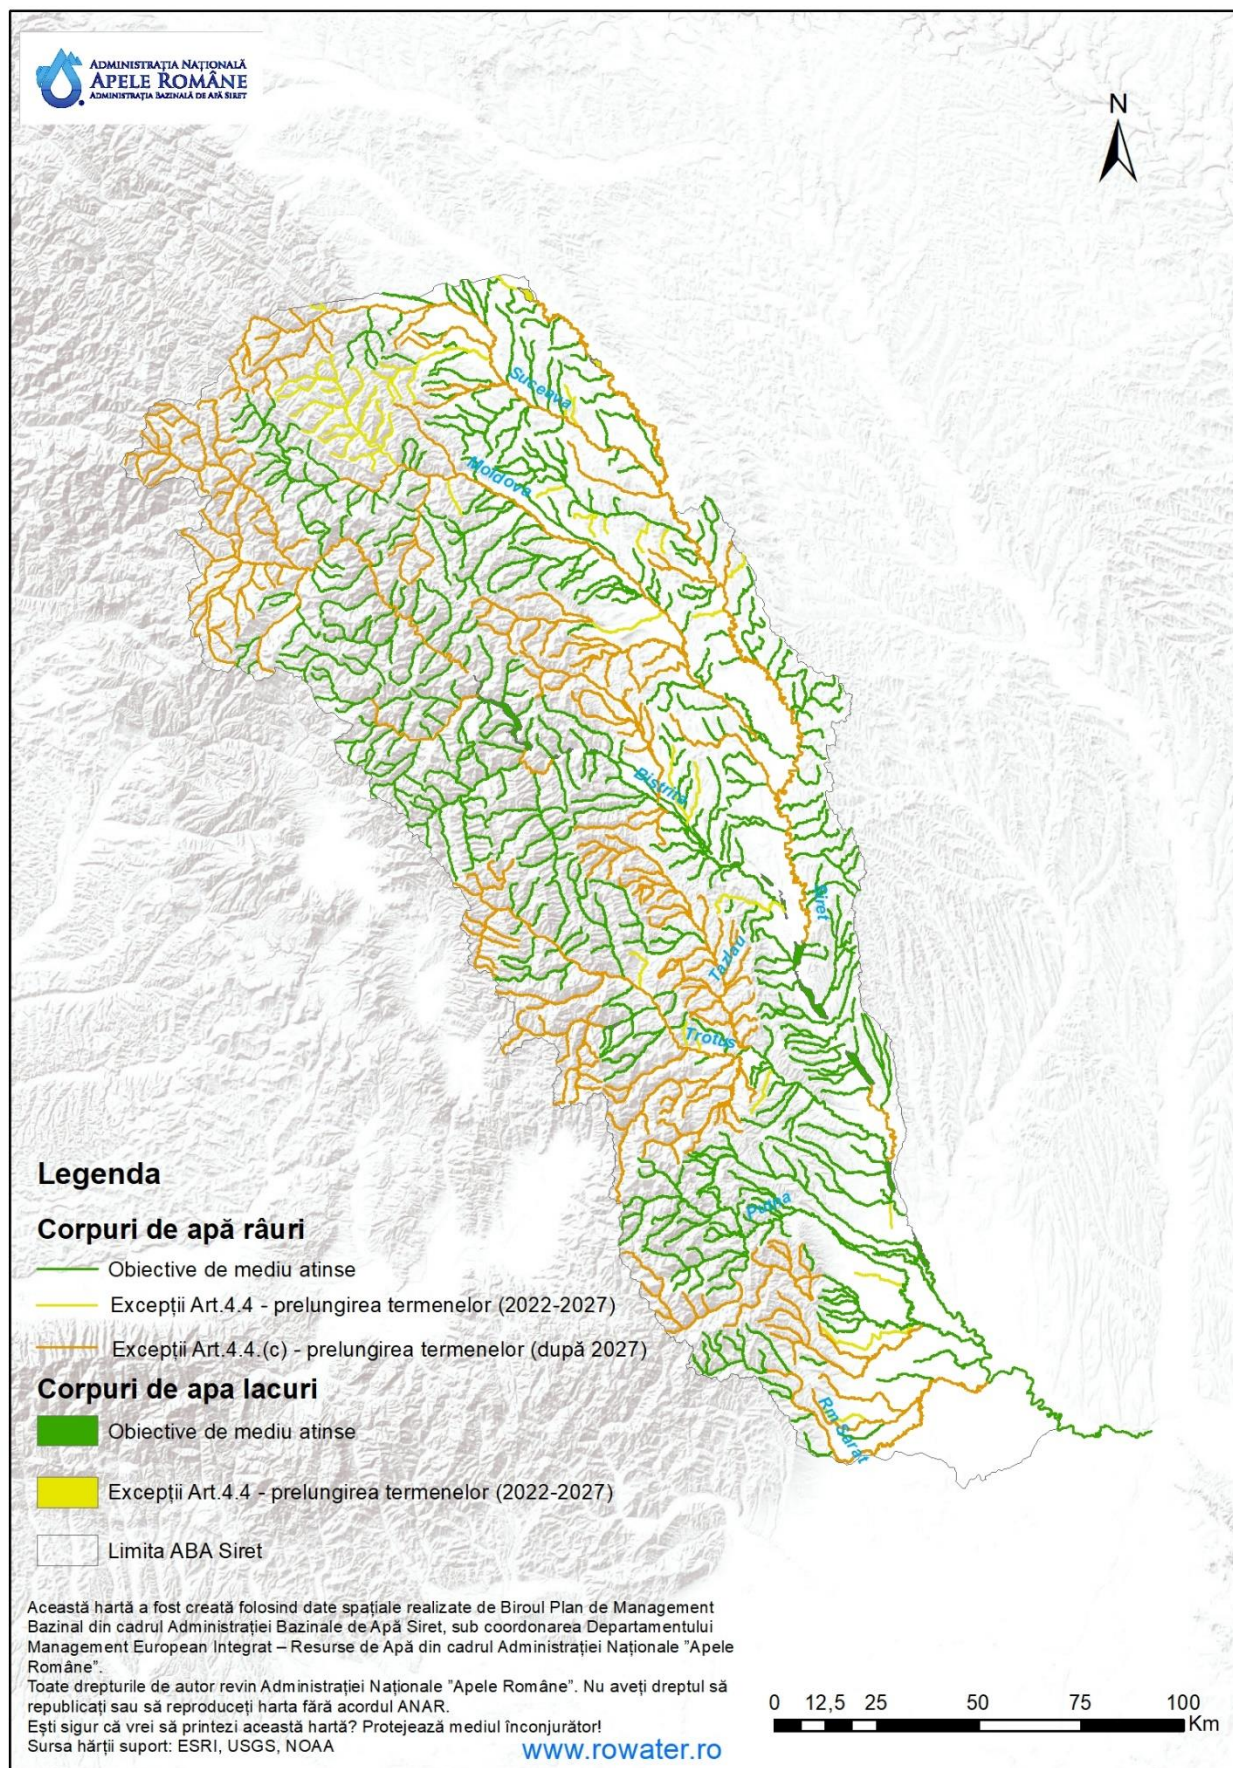 ADMINISTRAȚIA NAȚIONALĂ
APELE ROMÂNE
ADMINISTRAȚIA BAZINALĂ DE APĂ SIRET
N
Suceava
Moldova
Bistrita
Siret
Tazlau
Trotus
Putna
Rm Sarat
Legenda
Corpuri de apă râuri
Obiective de mediu atinse
Excepții Art.4.4 - prelungirea termenelor (2022-2027)
Excepții Art.4.4.(c) - prelungirea termenelor (după 2027)
Corpuri de apa lacuri
Obiective de mediu atinse
Excepții Art.4.4 - prelungirea termenelor (2022-2027)
Limita ABA Siret
Această hartă a fost creată folosind date spațiale realizate de Biroul Plan de Management
Bazinal din cadrul Administrației Bazinale de Apă Siret, sub coordonarea Departamentului
Management European Integrat – Resurse de Apă din cadrul Administrației Naționale "Apele
Române".
Toate drepturile de autor revin Administrației Naționale "Apele Române". Nu aveți dreptul să
republicați sau să reproduceți harta fără acordul ANAR.
Ești sigur că vrei să printezi această hartă? Protejează mediul înconjurător!
Sursa hărții suport: ESRI, USGS, NOAA
www.rowater.ro
0 12,5 25 50 75 100
Km